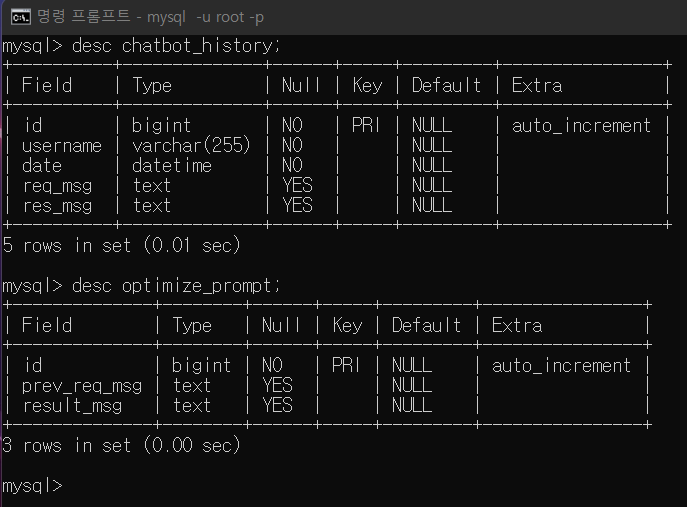 명령 프롬프트 - mysql -u root -p
mysql> desc chatbot_history;
+----------+--------------+------+-----+---------+----------------+
| Field    | Type         | Null | Key | Default | Extra          |
+----------+--------------+------+-----+---------+----------------+
| id       | bigint       | NO   | PRI | NULL    | auto_increment |
| username | varchar(255) | NO   |     | NULL    |                |
| date     | datetime     | NO   |     | NULL    |                |
| req_msg  | text         | YES  |     | NULL    |                |
| res_msg  | text         | YES  |     | NULL    |                |
+----------+--------------+------+-----+---------+----------------+
5 rows in set (0.01 sec)
mysql> desc optimize_prompt;
+--------------+--------+------+-----+---------+----------------+
| Field        | Type   | Null | Key | Default | Extra          |
+--------------+--------+------+-----+---------+----------------+
| id           | bigint | NO   | PRI | NULL    | auto_increment |
| prev_req_msg | text   | YES  |     | NULL    |                |
| result_msg   | text   | YES  |     | NULL    |                |
+--------------+--------+------+-----+---------+----------------+
3 rows in set (0.00 sec)
mysql>